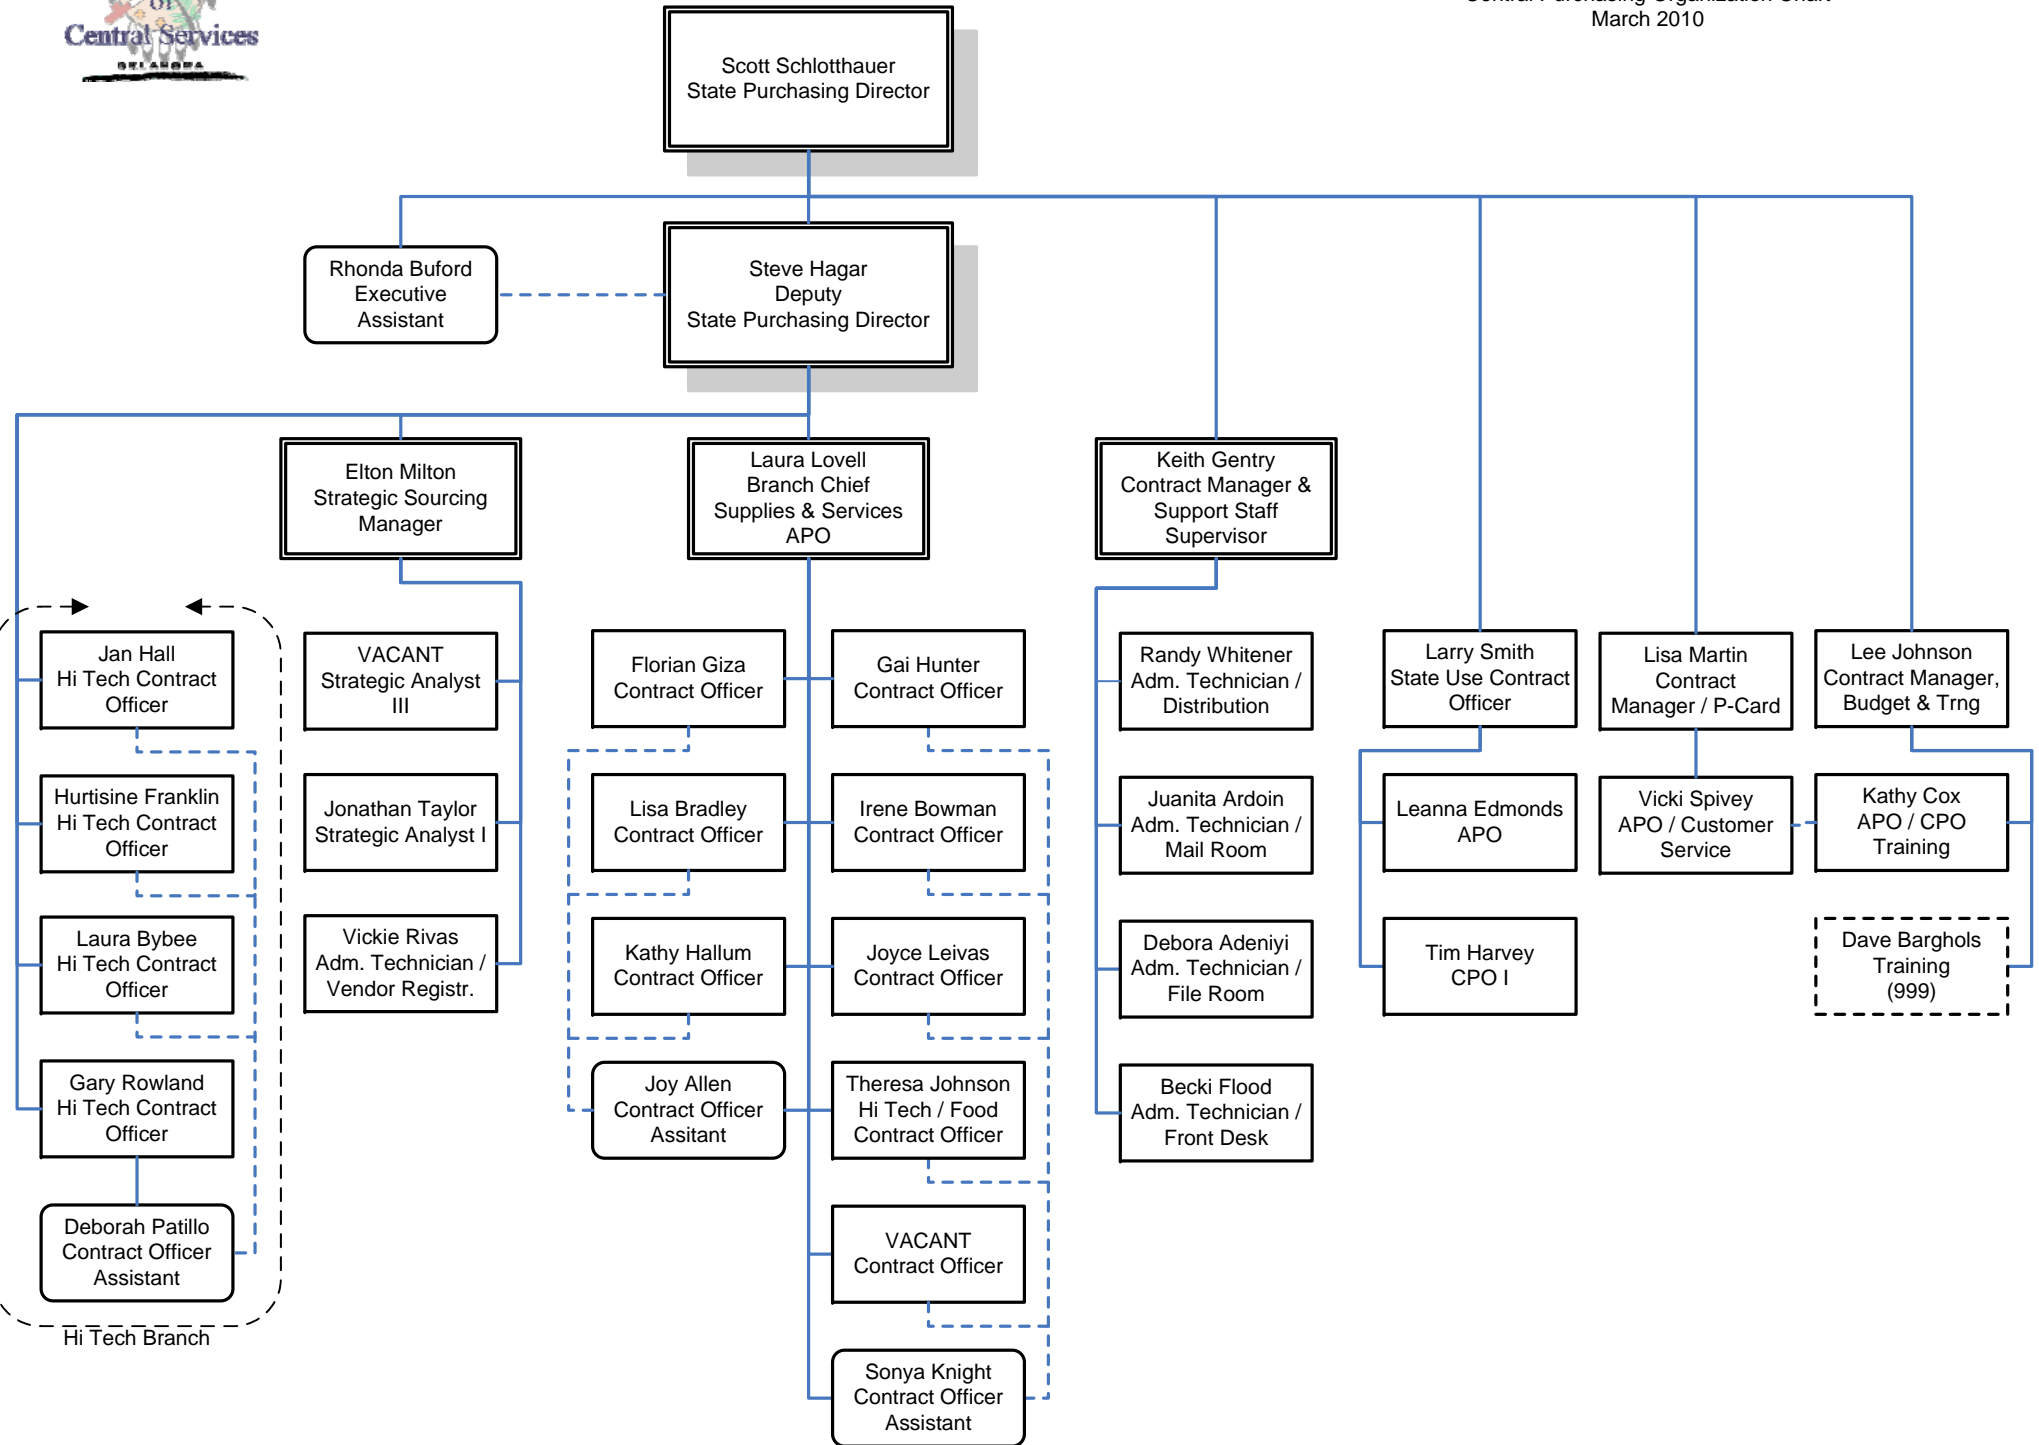 of
Central Services
OKLAHOMA
Central Purchasing Organization Chart
March 2010
Scott Schlotthauer
State Purchasing Director
Rhonda Buford
Executive
Assistant
Steve Hagar
Deputy
State Purchasing Director
Elton Milton
Strategic Sourcing
Manager
Laura Lovell
Branch Chief
Supplies & Services
APO
Keith Gentry
Contract Manager &
Support Staff
Supervisor
Jan Hall
Hi Tech Contract
Officer
Hurtisine Franklin
Hi Tech Contract
Officer
Laura Bybee
Hi Tech Contract
Officer
Gary Rowland
Hi Tech Contract
Officer
Deborah Patillo
Contract Officer
Assistant
Hi Tech Branch
VACANT
Strategic Analyst
III
Jonathan Taylor
Strategic Analyst I
Vickie Rivas
Adm. Technician /
Vendor Registr.
Florian Giza
Contract Officer
Lisa Bradley
Contract Officer
Kathy Hallum
Contract Officer
Joy Allen
Contract Officer
Assitant
Gai Hunter
Contract Officer
Irene Bowman
Contract Officer
Joyce Leivas
Contract Officer
Theresa Johnson
Hi Tech / Food
Contract Officer
VACANT
Contract Officer
Sonya Knight
Contract Officer
Assistant
Randy Whitener
Adm. Technician /
Distribution
Juanita Ardoin
Adm. Technician /
Mail Room
Debora Adeniyi
Adm. Technician /
File Room
Becki Flood
Adm. Technician /
Front Desk
Larry Smith
State Use Contract
Officer
Leanna Edmonds
APO
Tim Harvey
CPO I
Lisa Martin
Contract
Manager / P-Card
Vicki Spivey
APO / Customer
Service
Lee Johnson
Contract Manager,
Budget & Trng
Kathy Cox
APO / CPO
Training
Dave Barghols
Training
(999)